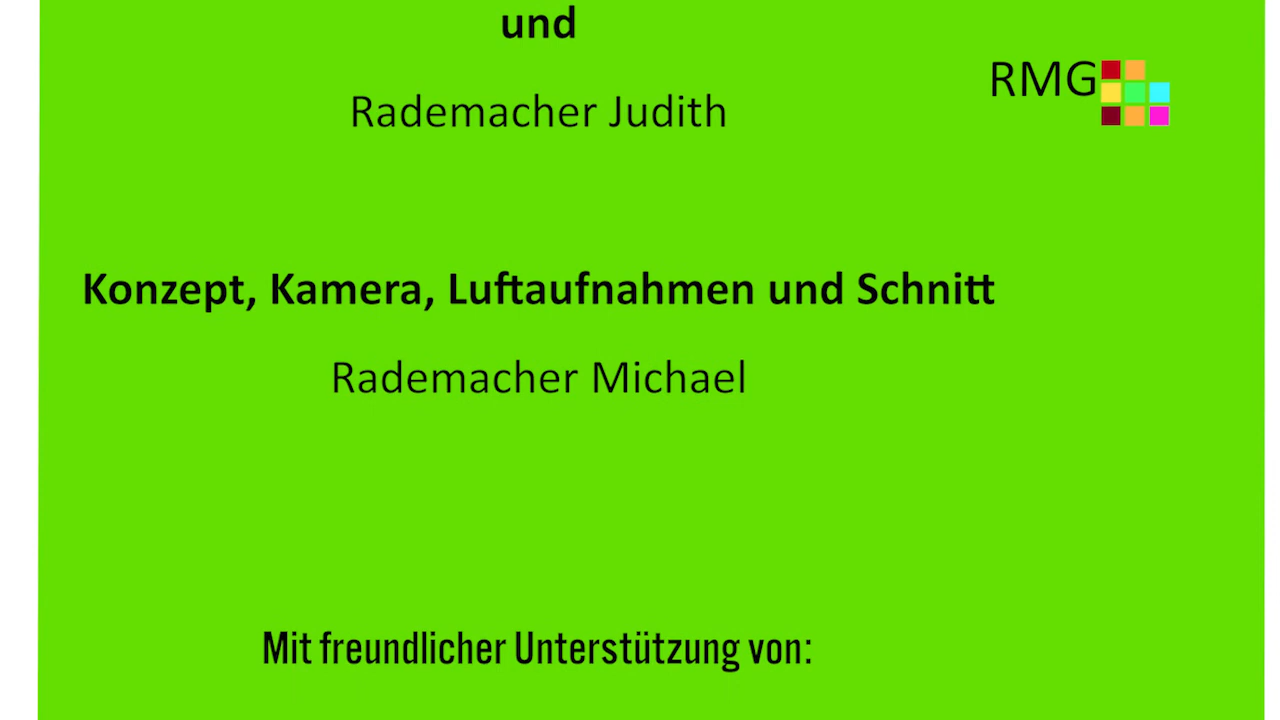 und
RMG
Rademacher Judith
Konzept, Kamera, Luftaufnahmen und Schnitt
Rademacher Michael
Mit freundlicher Unterstützung von: